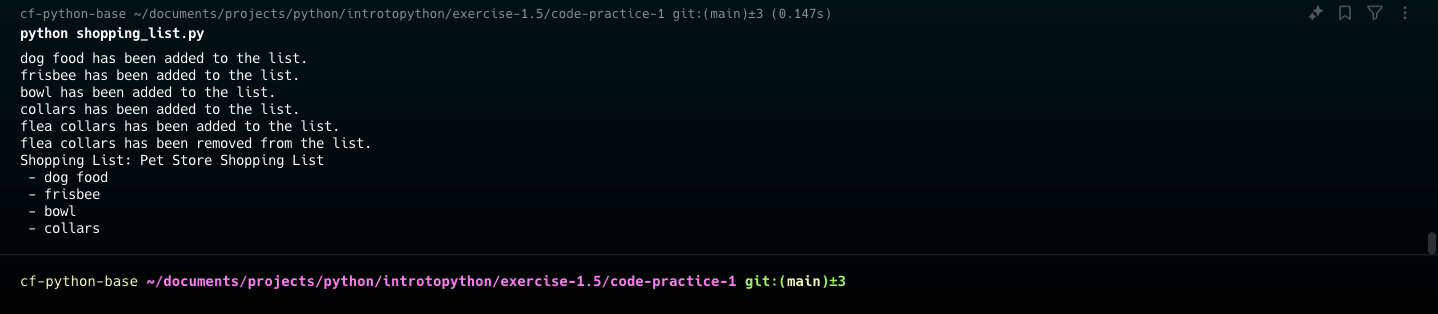 cf-python-base ~/documents/projects/python/introtopython/exercise-1.5/code-practice-1 git:(main)±3 (0.147s)
python shopping_list.py
dog food has been added to the list.
frisbee has been added to the list.
bowl has been added to the list.
collars has been added to the list.
flea collars has been added to the list.
flea collars has been removed from the list.
Shopping List: Pet Store Shopping List
 - dog food
 - frisbee
 - bowl
 - collars
cf-python-base ~/documents/projects/python/introtopython/exercise-1.5/code-practice-1 git:(main)±3